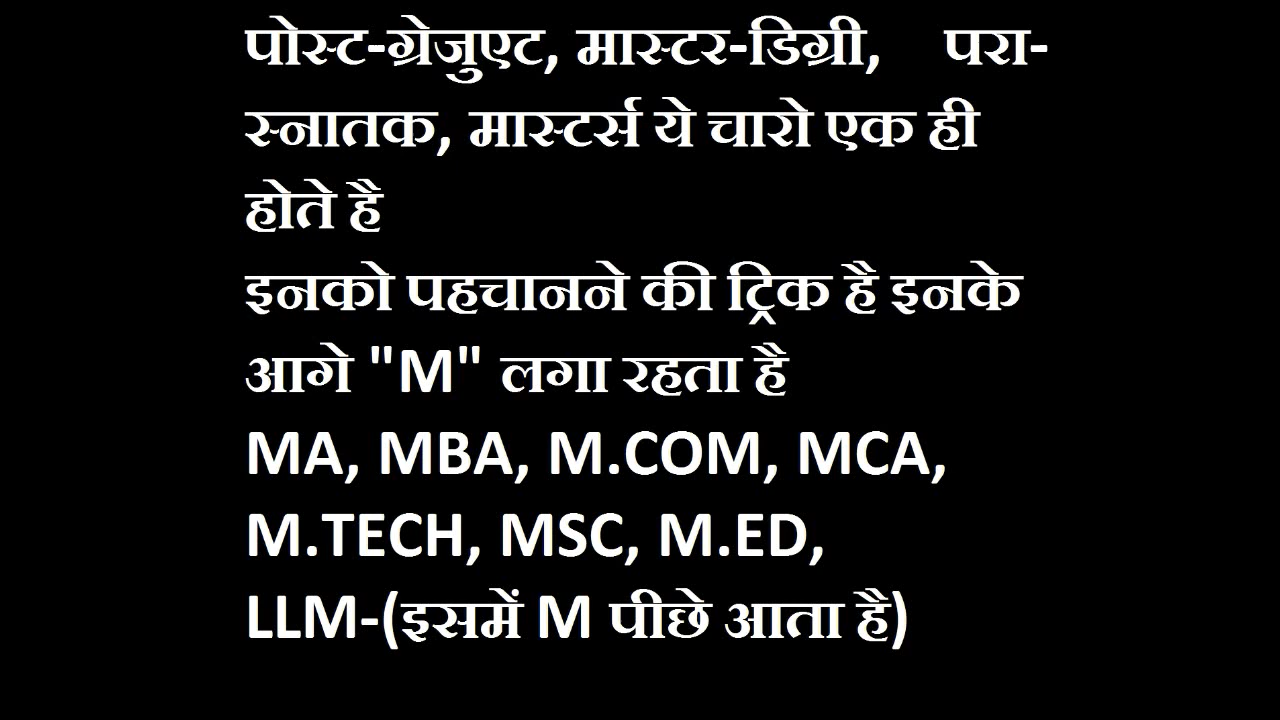 पोस्ट-ग्रेजुएट, मास्टर-डिग्री, परा-
स्नातक, मास्टर्स ये चारो एक ही
होते है
इनको पहचानने की ट्रिक है इनके
आगे "M" लगा रहता है
MA, MBA, M.COM, MCA,
M.TECH, MSC, M.ED,
LLM-(इसमें M पीछे आता है)